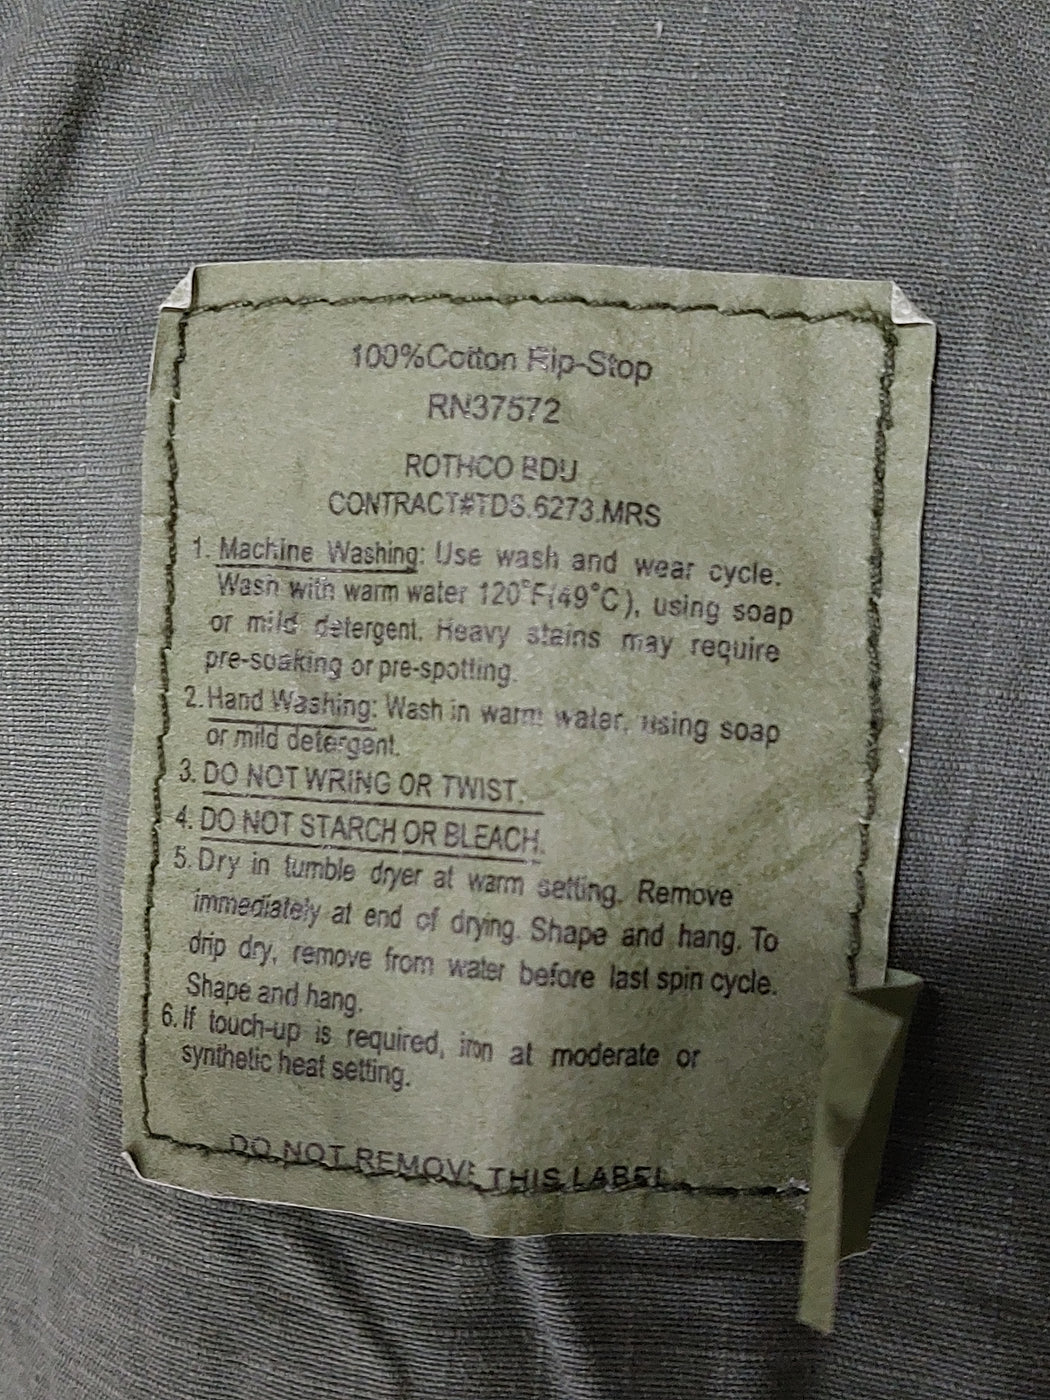 100%Cotton Rip-Stop
RN37572
ROTHCO BDU
CONTRACT#TDS.6273.MRS
1. Machine Washing: Use wash and wear cycle.
Wash with warm water 120°F(49°C), using soap
or mild detergent. Heavy stains may require
pre-soaking or pre-spotting.
2. Hand Washing: Wash in warm water, using soap
or mild detergent.
3. DO NOT WRING OR TWIST.
4. DO NOT STARCH OR BLEACH.
5. Dry in tumble dryer at warm setting. Remove
immediately at end of drying. Shape and hang. To
drip dry, remove from water before last spin cycle.
Shape and hang.
6. If touch-up is required, iron at moderate or
synthetic heat setting.
DO NOT REMOVE THIS LABEL